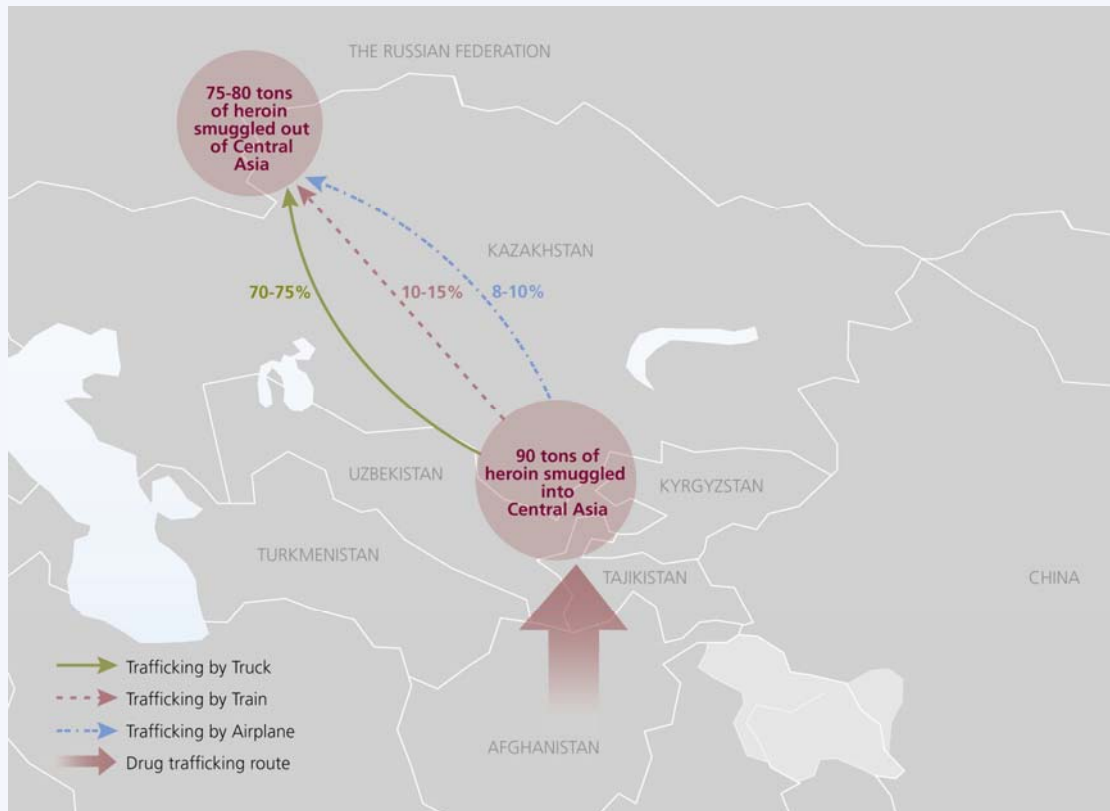 THE RUSSIAN FEDERATION
75-80 tons
of heroin
smuggled out
of Central
Asia
KAZAKHSTAN
70-75%
10-15%
8-10%
90 tons of
heroin smuggled
into
Central Asia
UZBEKISTAN
KYRGYZSTAN
TURKMENISTAN
TAJIKISTAN
CHINA
Trafficking by Truck
Trafficking by Train
Trafficking by Airplane
AFGHANISTAN
Drug trafficking route